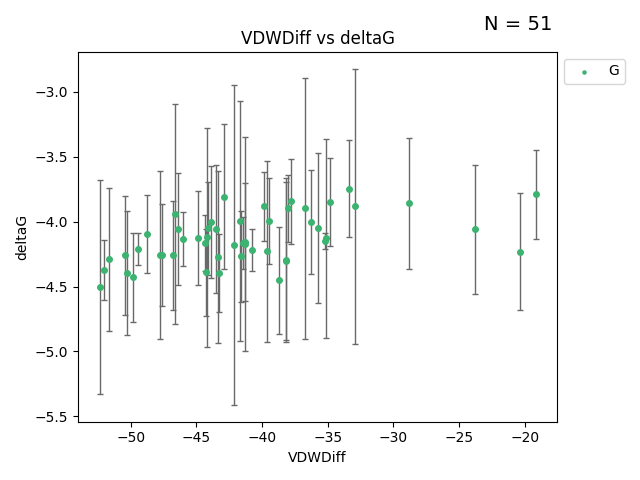 N = 51
VDWDiff vs deltaG
G
deltaG
−3.0
−3.5
−4.0
−4.5
−5.0
−5.5
−50 −45 −40 −35 −30 −25 −20
VDWDiff